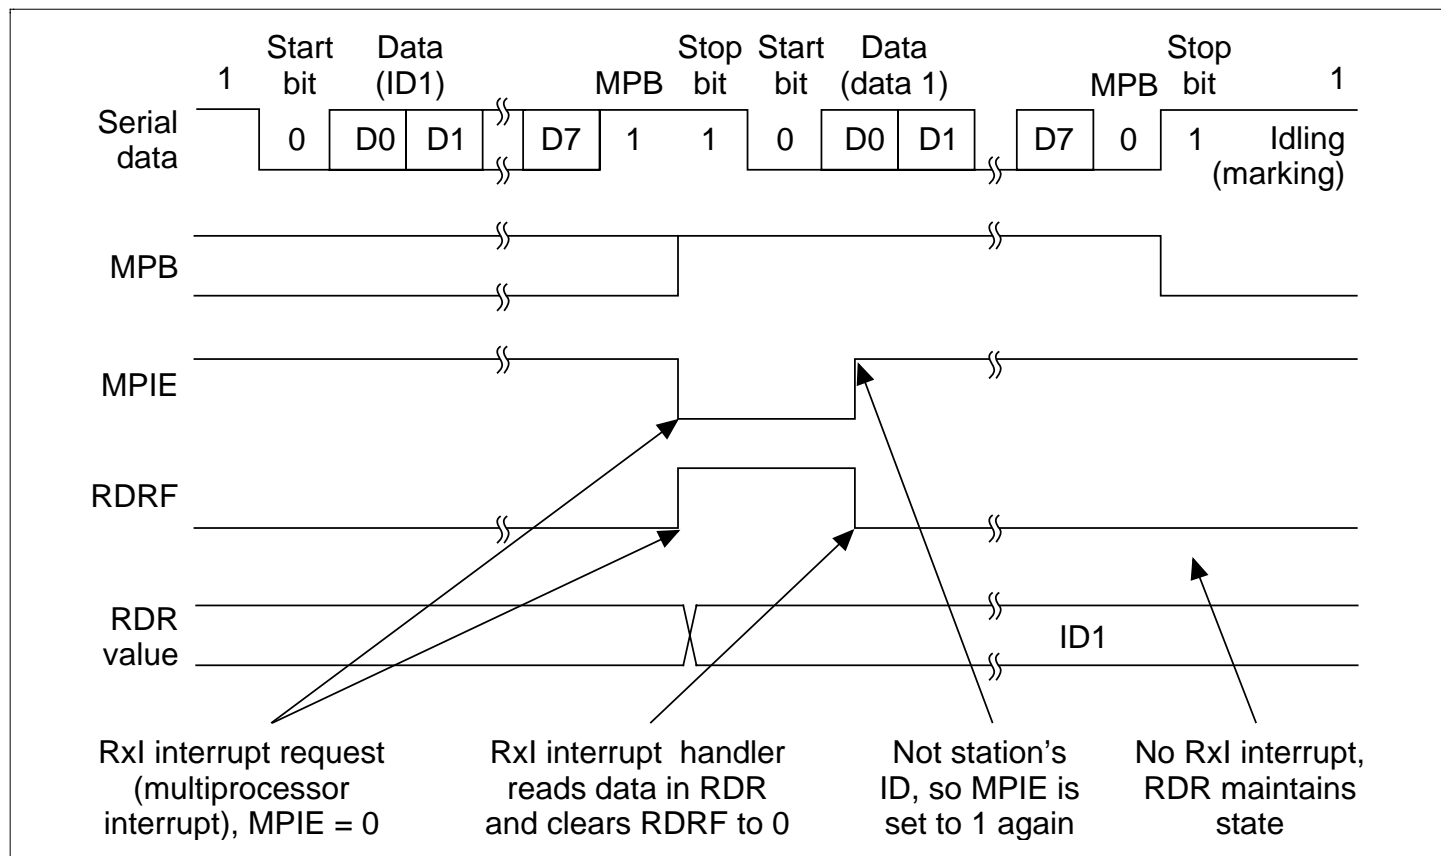 Start Data Stop Start Data Stop
1 bit (ID1) MPB bit bit (data 1) MPB bit 1
Serial data
0 D0 D1 D7 1 1 0 D0 D1 D7 0 1 Idling (marking)
MPB
MPIE
RDRF
RDR
value
ID1
RxI interrupt request
(multiprocessor
interrupt), MPIE = 0
RxI interrupt handler
reads data in RDR
and clears RDRF to 0
Not station's
ID, so MPIE is
set to 1 again
No RxI interrupt,
RDR maintains
state